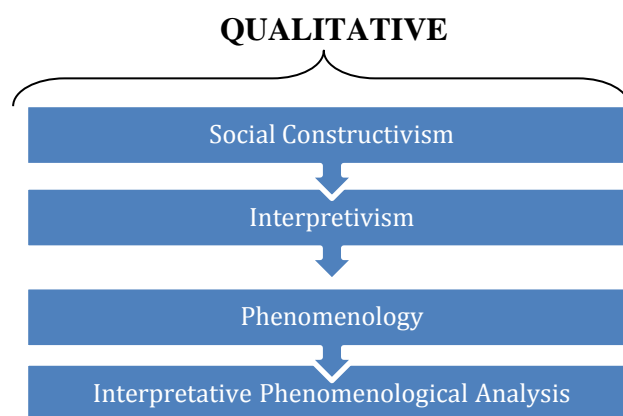 QUALITATIVE
Social Constructivism
Interpretivism
Phenomenology
Interpretative Phenomenological Analysis